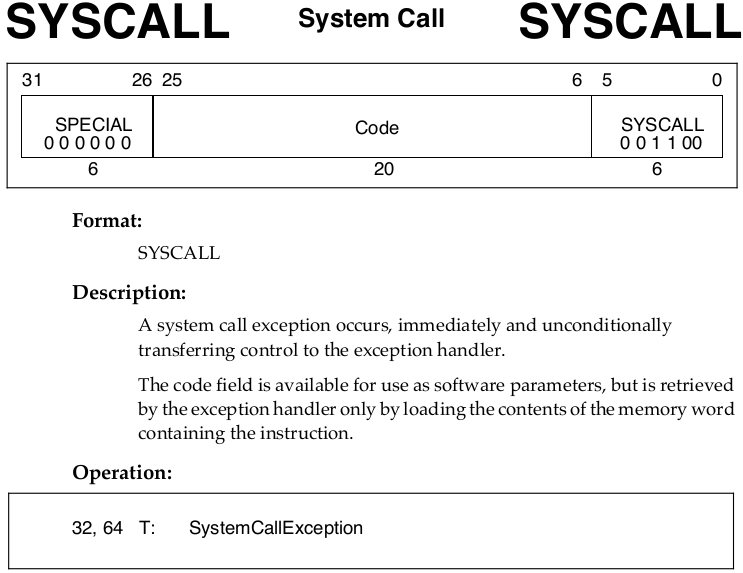 SYSCALL System Call SYSCALL
31 26 25 6 5 0
SPECIAL Code SYSCALL
0 0 0 0 0 0 0 0 1 1 00
6 20 6
Format:
SYSCALL
Description:
A system call exception occurs, immediately and unconditionally
transferring control to the exception handler.
The code field is available for use as software parameters, but is retrieved
by the exception handler only by loading the contents of the memory word
containing the instruction.
Operation:
32, 64 T: SystemCallException